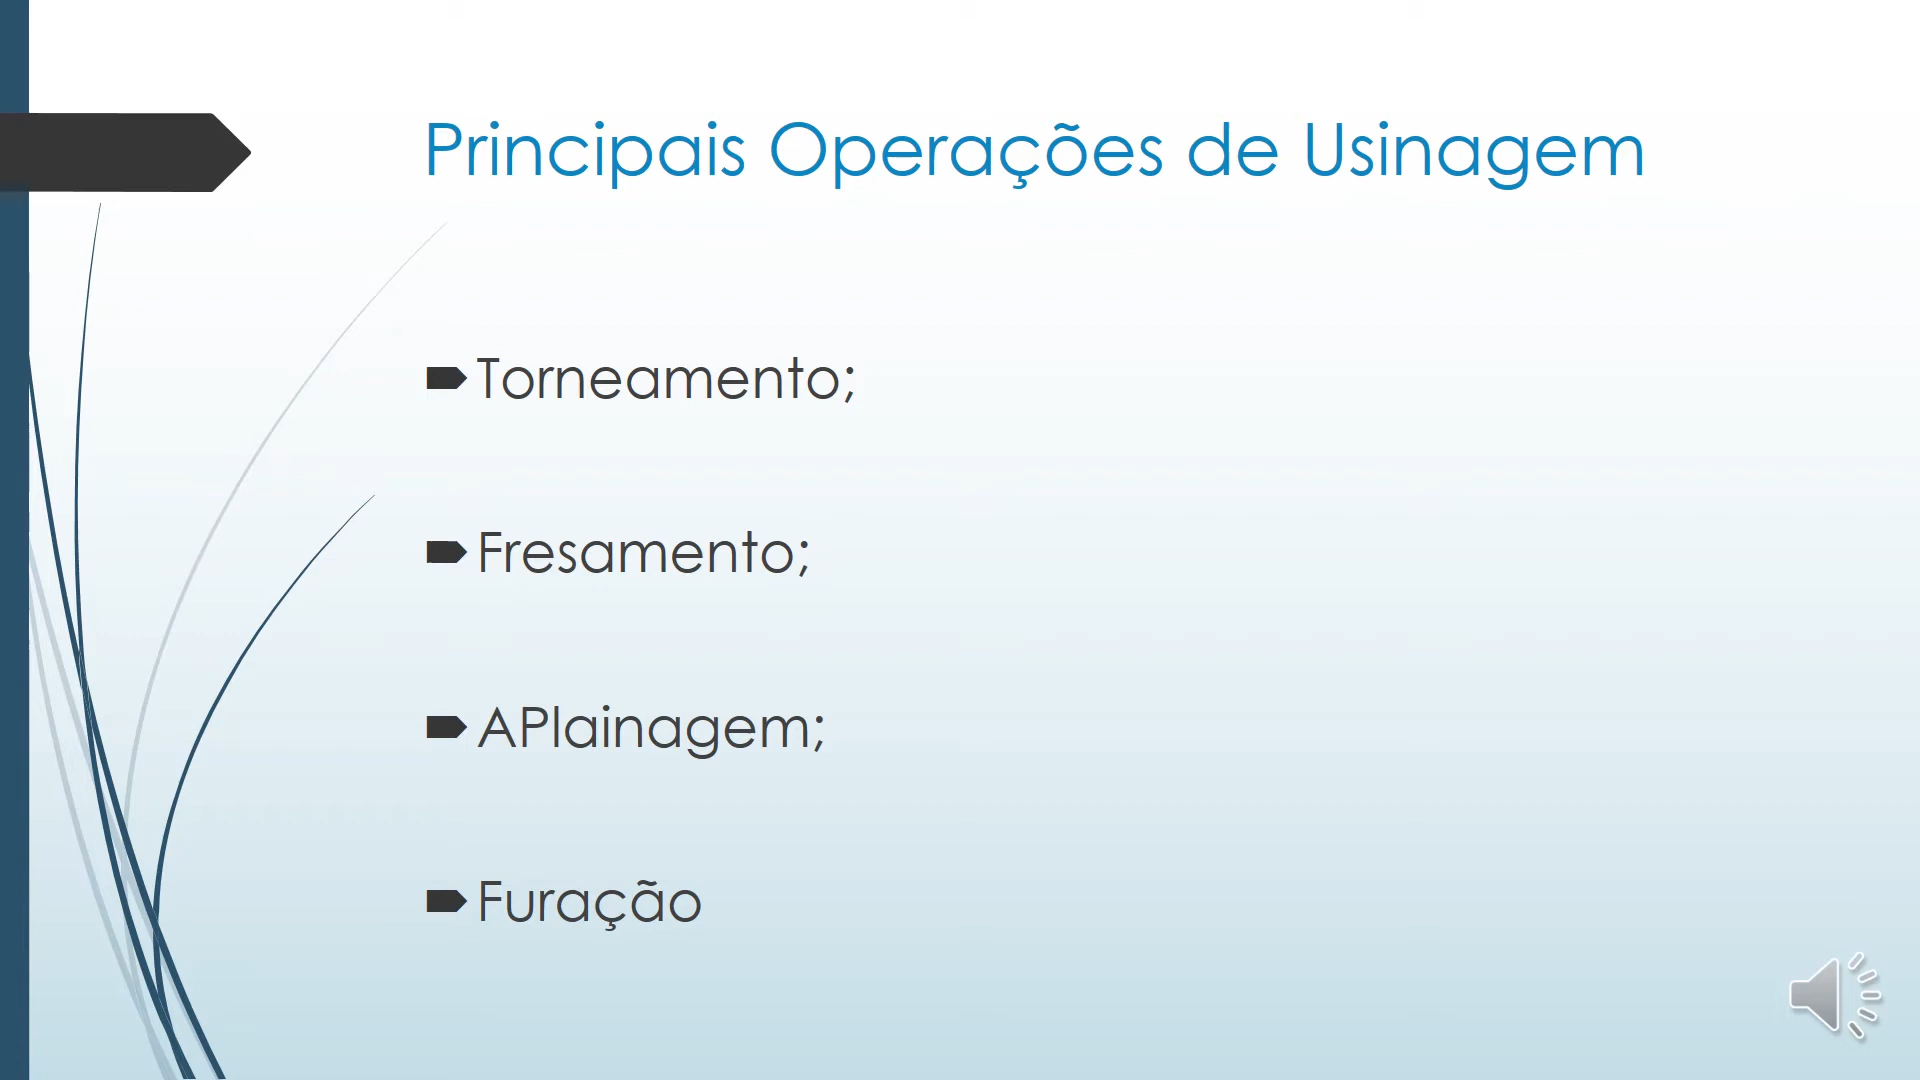 Principais Operações de Usinagem
Torneamento;
Fresamento;
APlainagem;
Furação